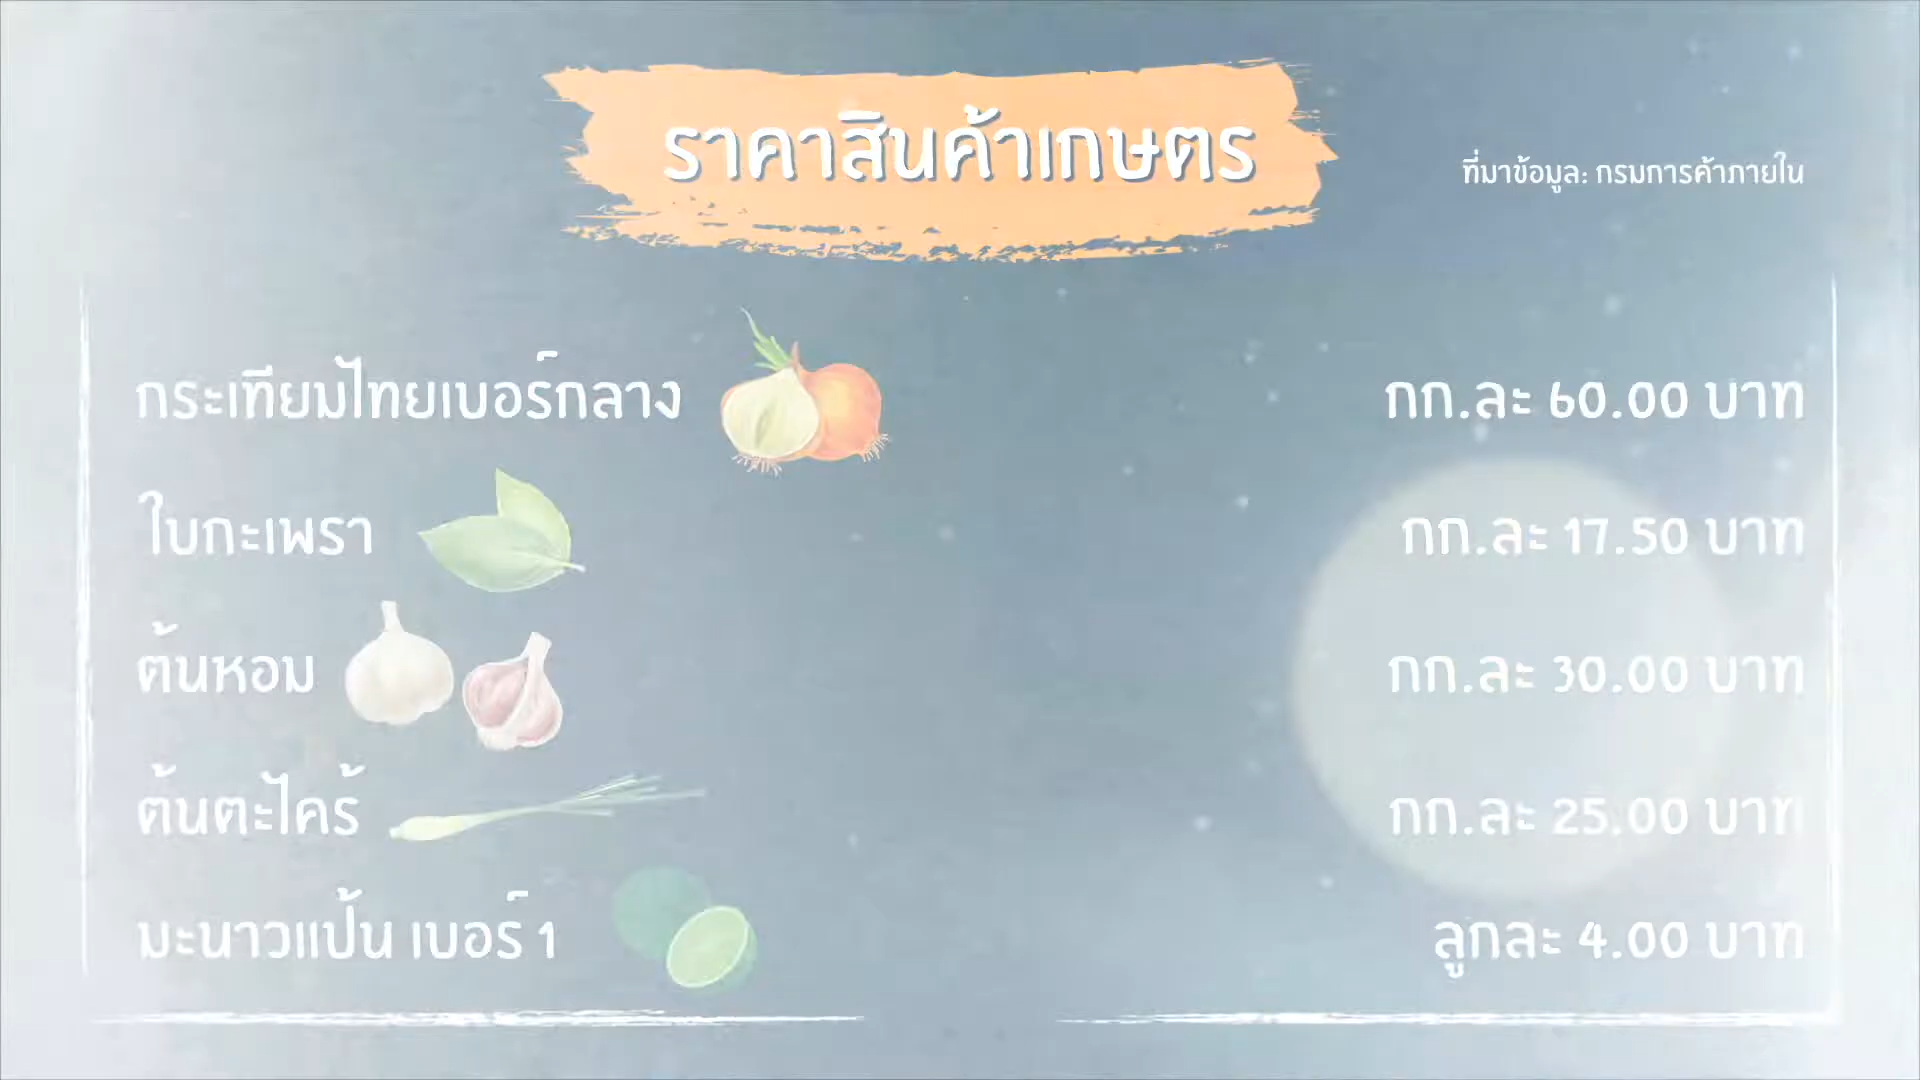 ราคาสินค้าเกษตร
ที่มาข้อมูล: กรมการค้าภายใน
กระเทียมไทยเบอร์กลาง กก.ละ 60.00 บาท
ใบกะเพรา กก.ละ 17.50 บาท
ต้นหอม กก.ละ 30.00 บาท
ต้นตะไคร้ กก.ละ 25.00 บาท
มะนาวแป้น เบอร์ 1 ลูกละ 4.00 บาท